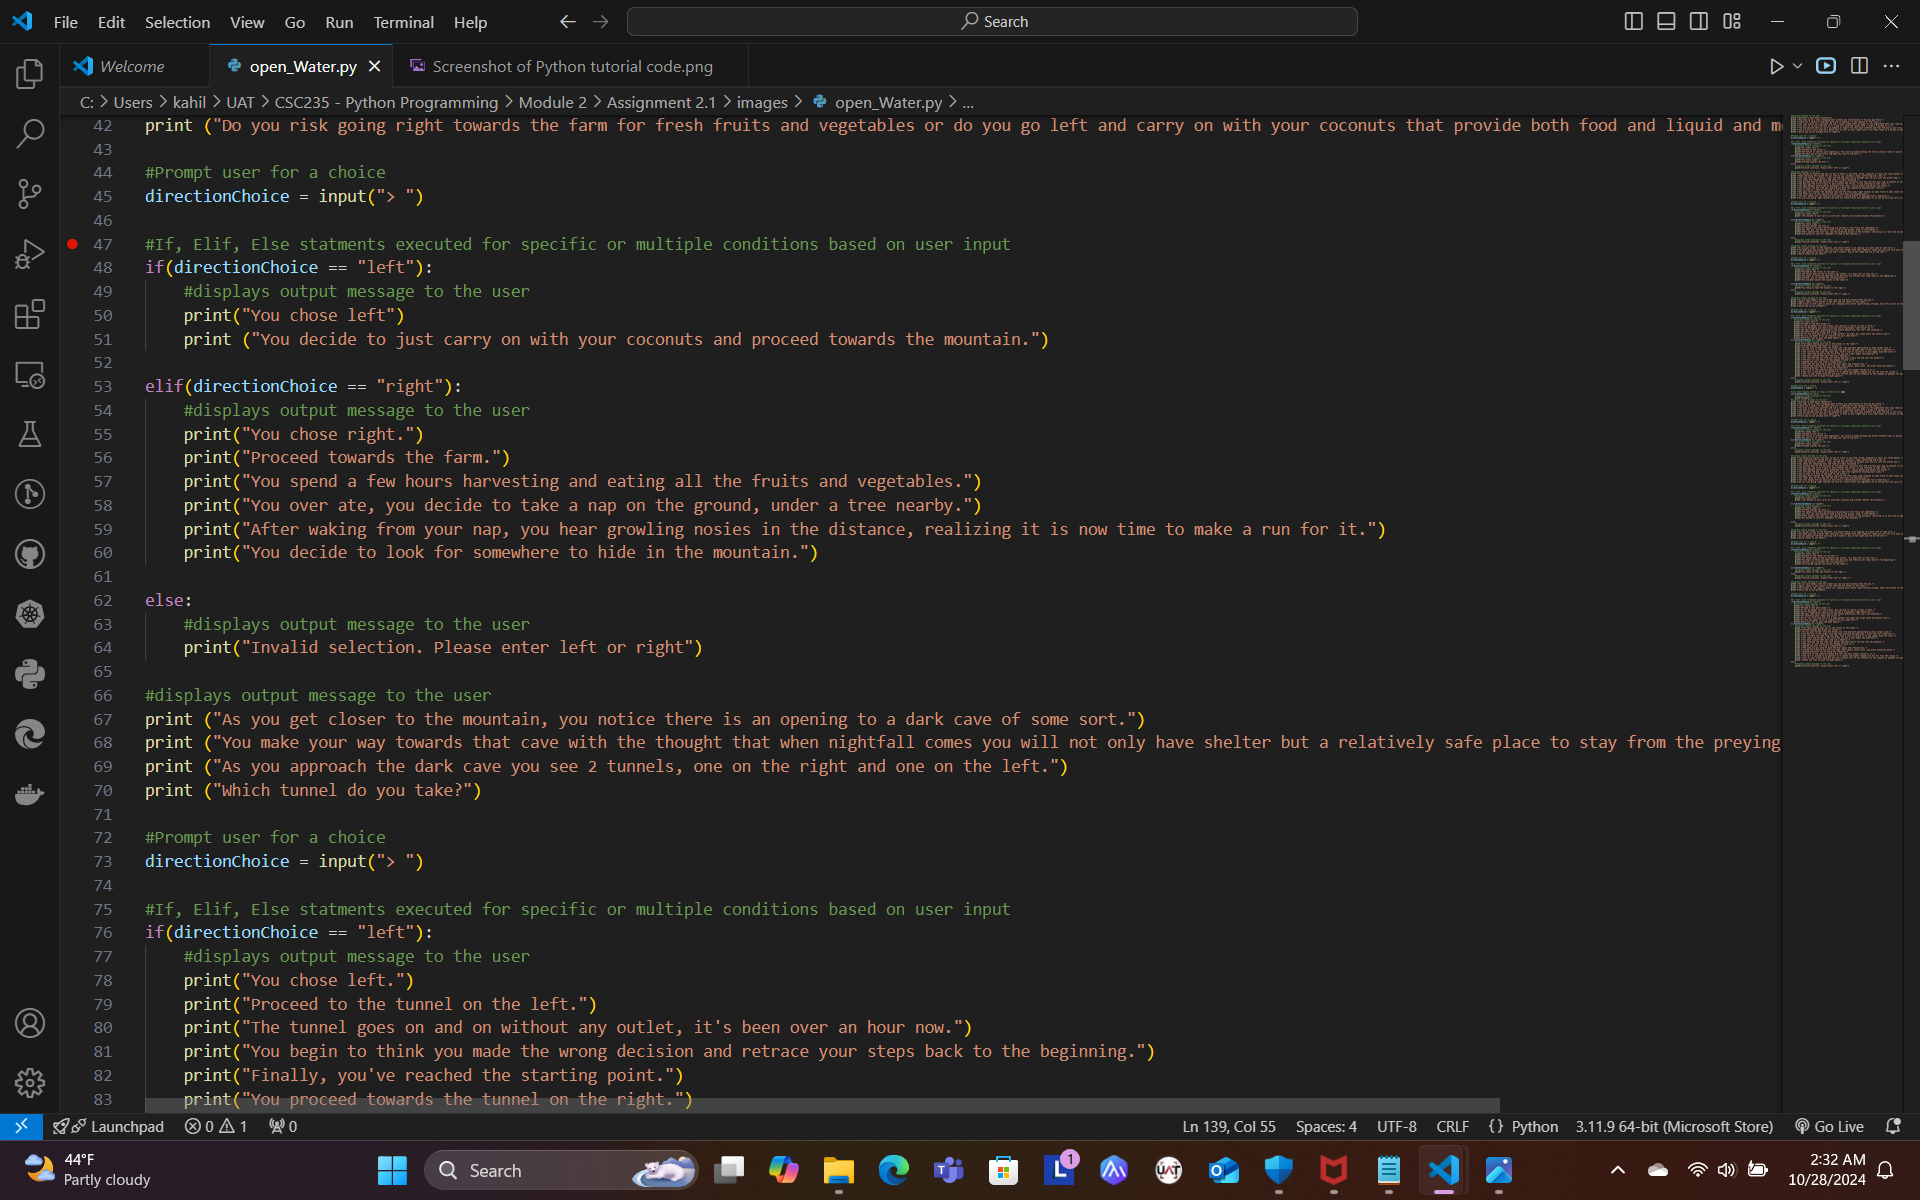 File Edit Selection View Go Run Terminal Help Search
Welcome open_Water.py Screenshot of Python tutorial code.png
C: > Users > kahil > UAT > CSC235 - Python Programming > Module 2 > Assignment 2.1 > images > open_Water.py > ...
42 print ("Do you risk going right towards the farm for fresh fruits and vegetables or do you go left and carry on with your coconuts that provide both food and liquid and m
43
44 #Prompt user for a choice
45 directionChoice = input("> ")
46
47 #If, Elif, Else statments executed for specific or multiple conditions based on user input
48 if(directionChoice == "left"):
49 #displays output message to the user
50 print("You chose left")
51 print ("You decide to just carry on with your coconuts and proceed towards the mountain.")
52
53 elif(directionChoice == "right"):
54 #displays output message to the user
55 print("You chose right.")
56 print("Proceed towards the farm.")
57 print("You spend a few hours harvesting and eating all the fruits and vegetables.")
58 print("You over ate, you decide to take a nap on the ground, under a tree nearby.")
59 print("After waking from your nap, you hear growling nosies in the distance, realizing it is now time to make a run for it.")
60 print("You decide to look for somewhere to hide in the mountain.")
61
62 else:
63 #displays output message to the user
64 print("Invalid selection. Please enter left or right")
65
66 #displays output message to the user
67 print ("As you get closer to the mountain, you notice there is an opening to a dark cave of some sort.")
68 print ("You make your way towards that cave with the thought that when nightfall comes you will not only have shelter but a relatively safe place to stay from the preying
69 print ("As you approach the dark cave you see 2 tunnels, one on the right and one on the left.")
70 print ("Which tunnel do you take?")
71
72 #Prompt user for a choice
73 directionChoice = input("> ")
74
75 #If, Elif, Else statments executed for specific or multiple conditions based on user input
76 if(directionChoice == "left"):
77 #displays output message to the user
78 print("You chose left.")
79 print("Proceed to the tunnel on the left.")
80 print("The tunnel goes on and on without any outlet, it's been over an hour now.")
81 print("You begin to think you made the wrong decision and retrace your steps back to the beginning.")
82 print("Finally, you've reached the starting point.")
83 print("You proceed towards the tunnel on the right.")
Launchpad 0 1 0 Ln 139, Col 55 Spaces: 4 UTF-8 CRLF {} Python 3.11.9 64-bit (Microsoft Store) Go Live
44°F
Partly cloudy
Search
L 1
UAT
2:32 AM
10/28/2024